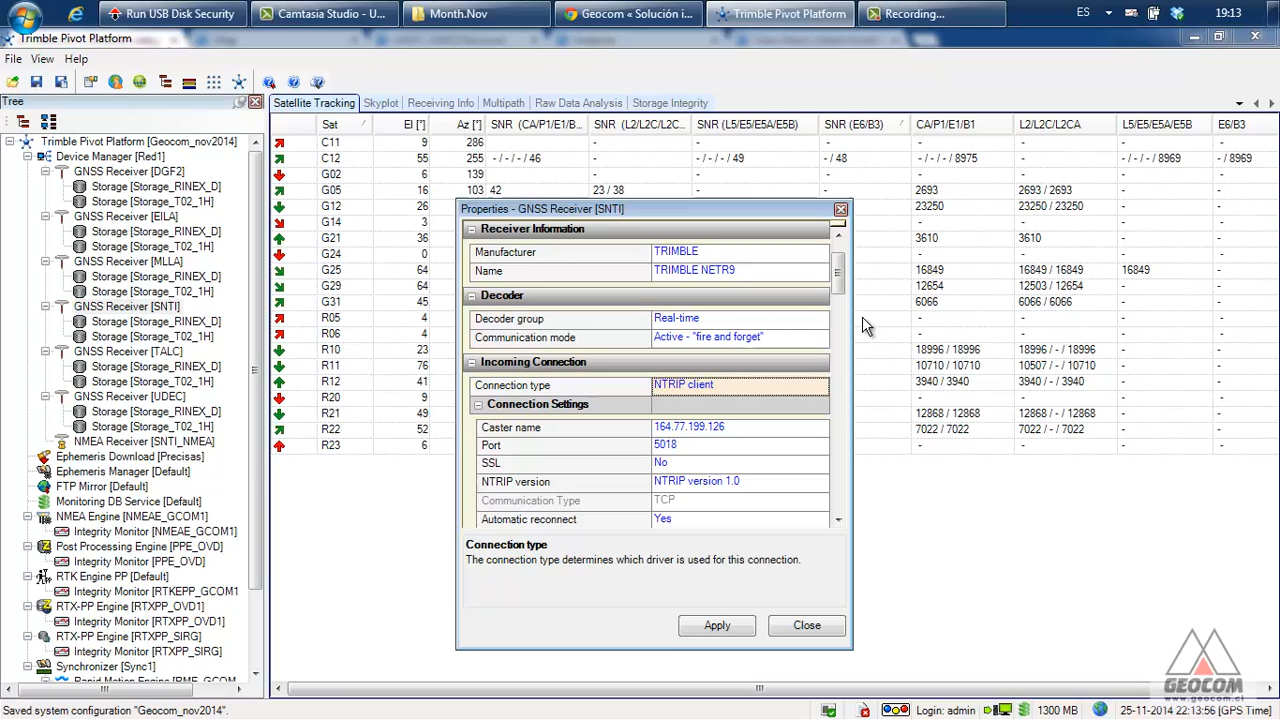 Run USB Disk Security
Camtasia Studio - U...
Month.Nov
Geocom « Solución i...
Trimble Pivot Platform
Recording...
ES
19:13
Trimble Pivot Platform
File View Help
Tree
Satellite Tracking Skyplot Receiving Info Multipath Raw Data Analysis Storage Integrity
Sat El [°] Az [°] SNR (CA/P1/E1/B... SNR (L2/L2C/L2C... SNR (L5/E5/E5A/E5B) SNR (E6/B3) CA/P1/E1/B1 L2/L2C/L2CA L5/E5/E5A/E5B E6/B3
C11 9 286 - - - - - - - -
C12 55 255 - / - / - / 46 - - / - / - / 49 - / 48 - / - / - / 8975 - - / - / - / 8969 - / 8969
G02 6 139 - - - - - - - -
G05 16 103 42 23 / 38 - - 2693 2693 / 2693 - -
G12 26 23250 23250 / 23250 - -
G14 3 - - - -
G21 36 3610 3610 - -
G24 0 - - - -
G25 64 16849 16849 / 16849 16849 -
G29 64 12654 12503 / 12654 - -
G31 45 6066 6066 / 6066 - -
R05 4 - - - -
R06 4 - - - -
R10 23 18996 / 18996 18996 / - / 18996 - -
R11 76 10710 / 10710 10507 / - / 10710 - -
R12 41 3940 / 3940 3940 / - / 3940 - -
R20 9 - - - -
R21 49 12868 / 12868 12868 / - / 12868 - -
R22 52 7022 / 7022 7022 / - / 7022 - -
R23 6 - - - -
Trimble Pivot Platform (Geocom_nov2014)
Device Manager [Red1]
GNSS Receiver [DGF2]
Storage [Storage_RINEX_D]
Storage [Storage_T02_1H]
GNSS Receiver [EILA]
Storage [Storage_RINEX_D]
Storage [Storage_T02_1H]
GNSS Receiver [MLLA]
Storage [Storage_RINEX_D]
Storage [Storage_T02_1H]
GNSS Receiver [SNTI]
Storage [Storage_RINEX_D]
Storage [Storage_T02_1H]
GNSS Receiver [TALC]
Storage [Storage_RINEX_D]
Storage [Storage_T02_1H]
GNSS Receiver [UDEC]
Storage [Storage_RINEX_D]
Storage [Storage_T02_1H]
NMEA Receiver [SNTI_NMEA]
Ephemeris Download [Precisas]
Ephemeris Manager [Default]
FTP Mirror [Default]
Monitoring DB Service [Default]
NMEA Engine [NMEAE_GCOM1]
Integrity Monitor [NMEAE_GCOM1]
Post Processing Engine [PPE_OVD]
Integrity Monitor [PPE_OVD]
RTK Engine PP [Default]
Integrity Monitor [RTKEPP_GCOM1
RTX-PP Engine [RTXPP_OVD1]
Integrity Monitor [RTXPP_OVD1]
RTX-PP Engine [RTXPP_SIRG]
Integrity Monitor [RTXPP_SIRG]
Synchronizer [Sync1]
Rapid Motion Engine [RME_GCOM
Properties - GNSS Receiver [SNTI]
Receiver Information
Manufacturer TRIMBLE
Name TRIMBLE NETR9
Decoder
Decoder group Real-time
Communication mode Active - "fire and forget"
Incoming Connection
Connection type NTRIP client
Connection Settings
Caster name 164.77.199.126
Port 5018
SSL No
NTRIP version NTRIP version 1.0
Communication Type TCP
Automatic reconnect Yes
Connection type
The connection type determines which driver is used for this connection.
Apply Close
GEOCOM
www.geocom.cl
Saved system configuration "Geocom_nov2014".
Login: admin
1300 MB
25-11-2014 22:13:56 [GPS Time]